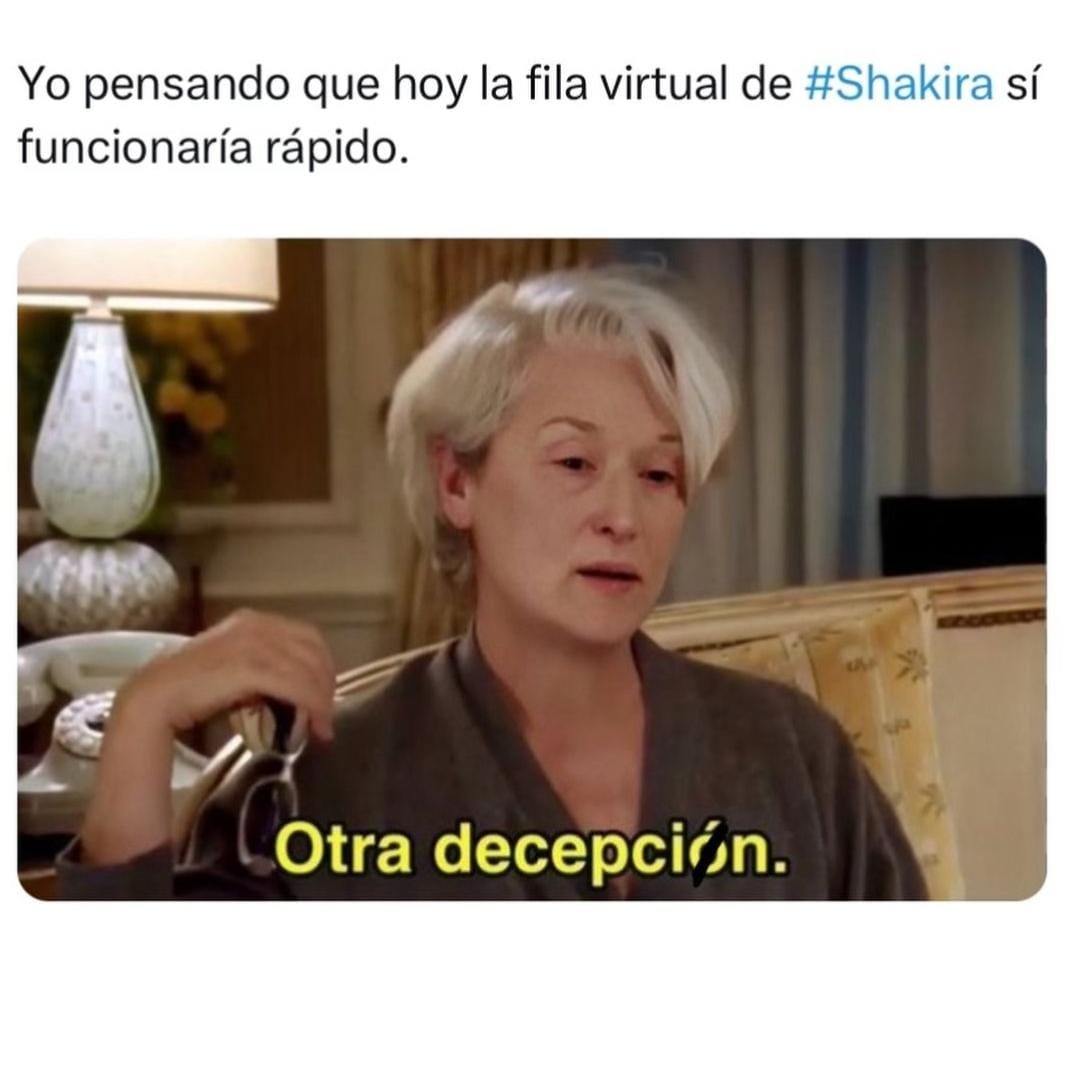 Yo pensando que hoy la fila virtual de #Shakira sí
funcionaría rápido.
Otra decepción.